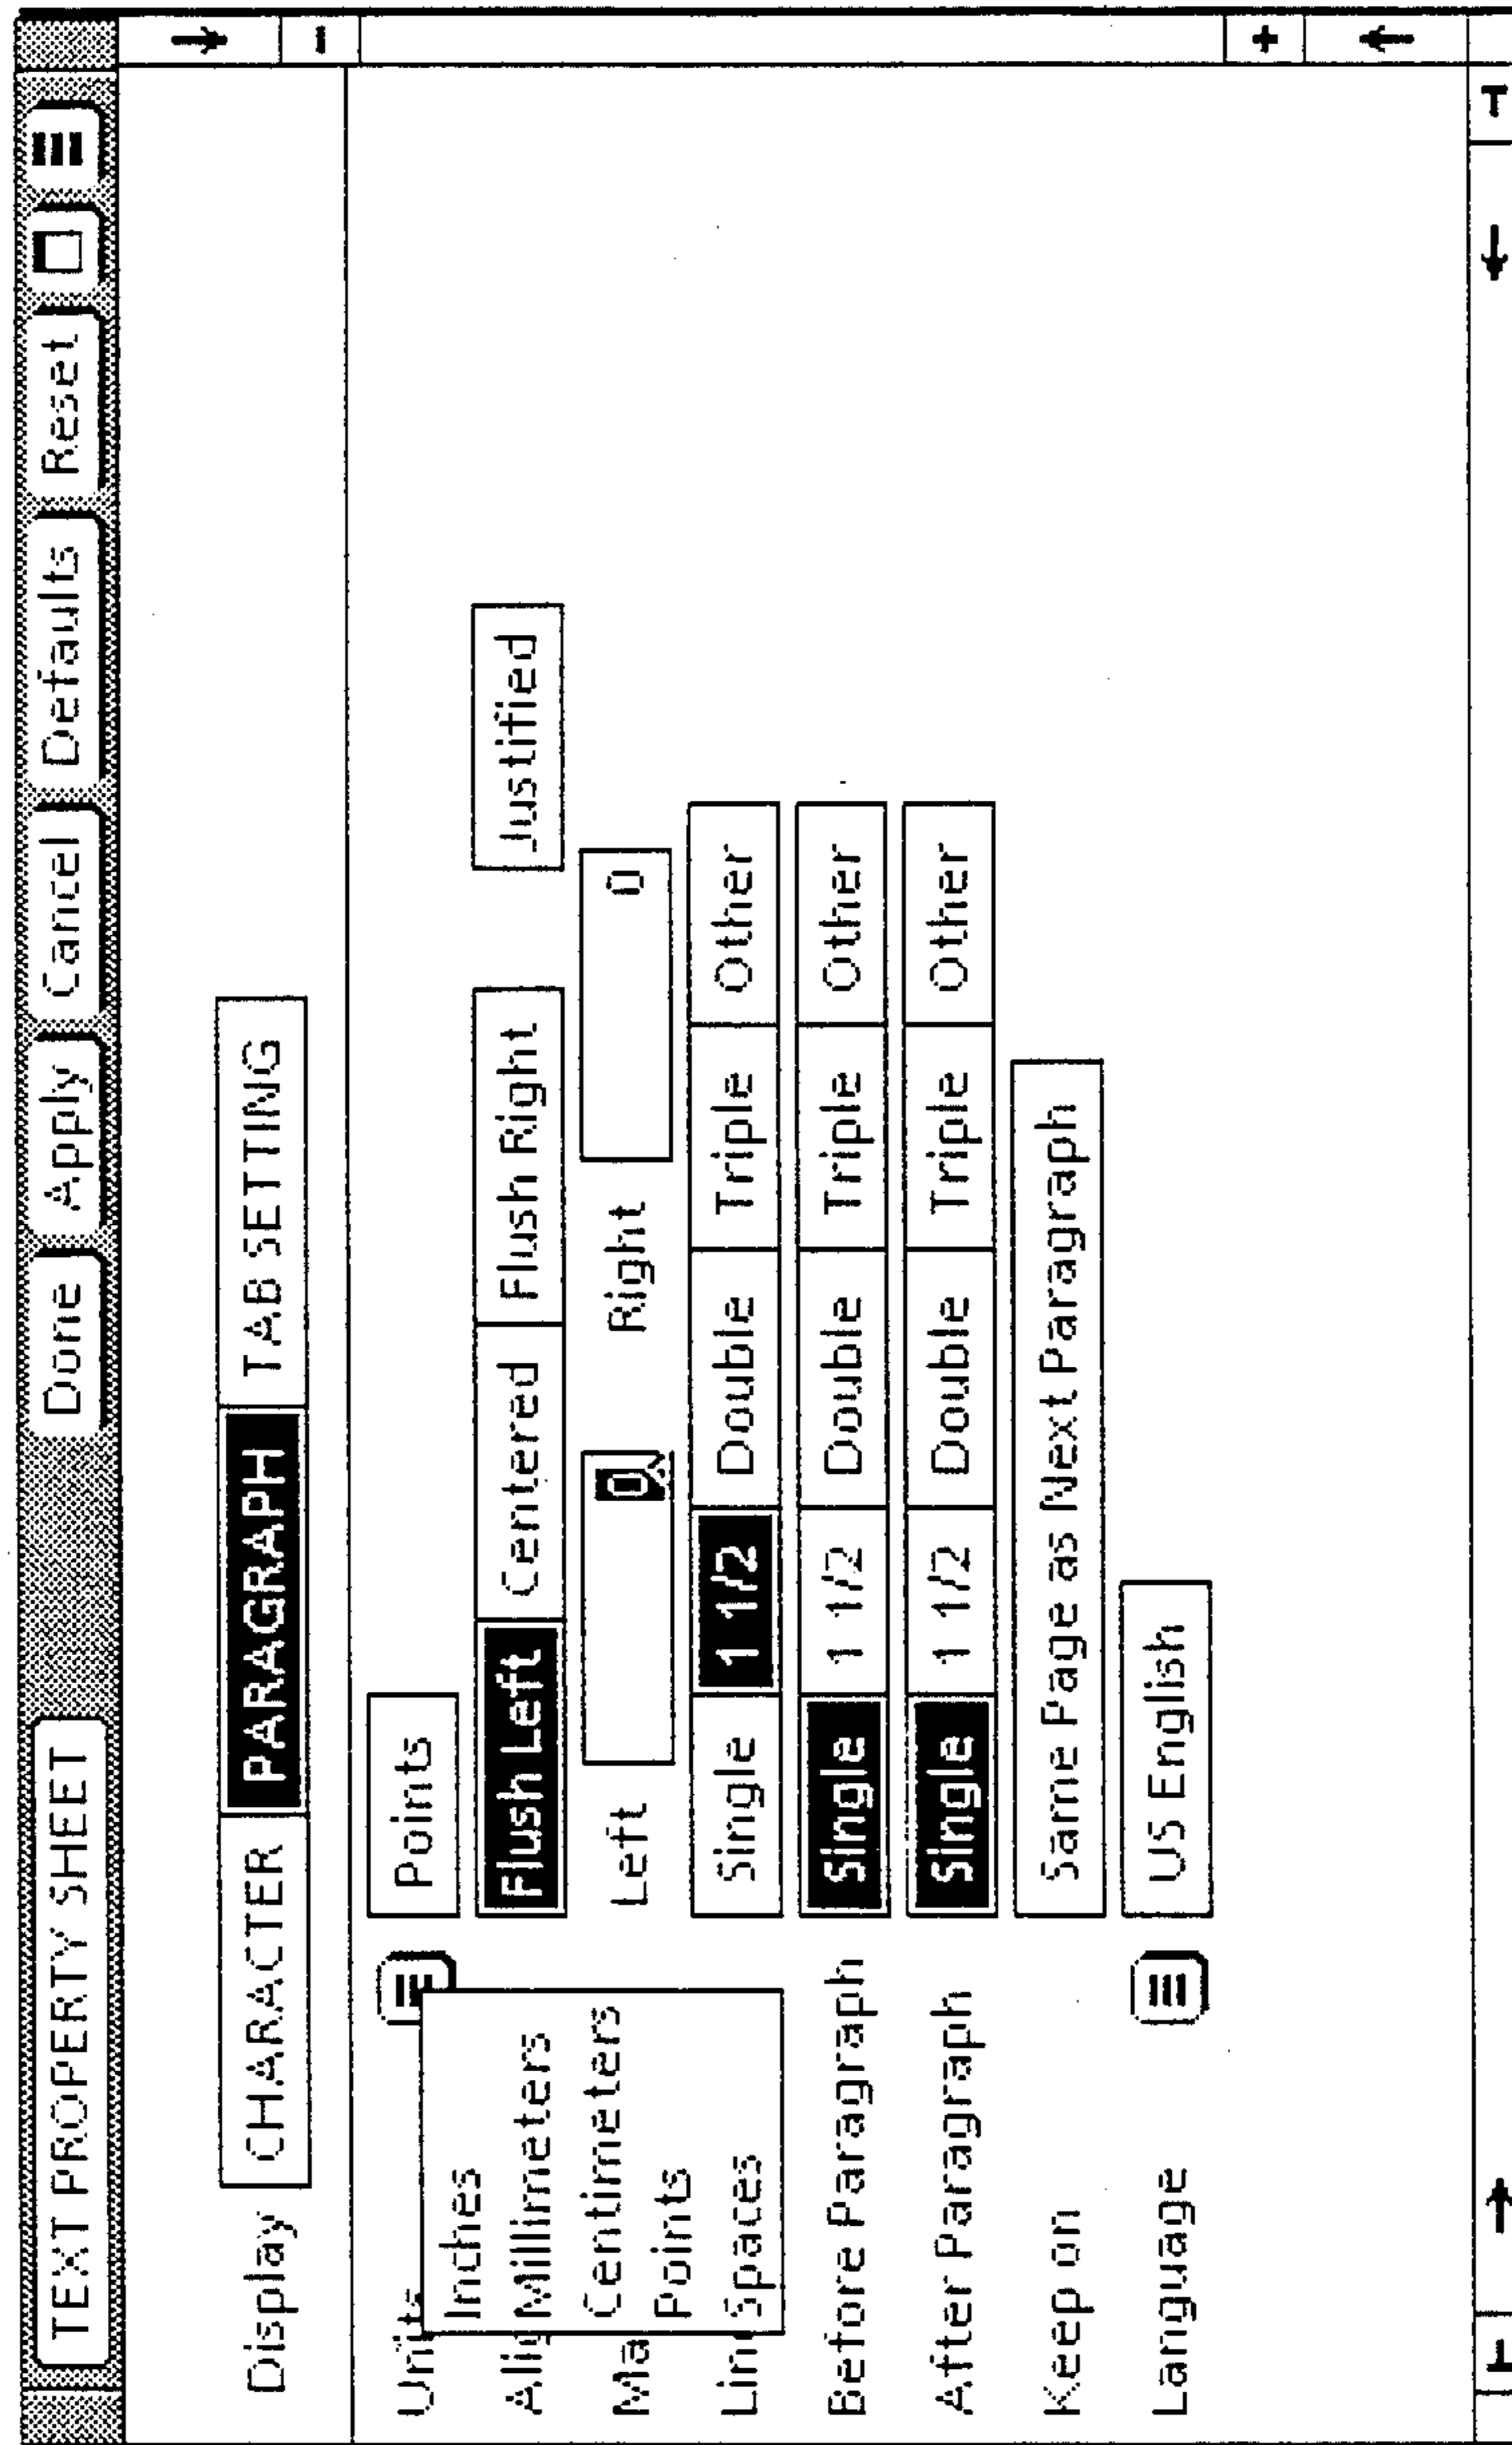 TEXT PROPERTY SHEET Done Apply Cancel Defaults Reset
Display CHARACTER PARAGRAPH TAB SETTING
Units Points
Inches
Millimeters
Centimeters
Points
Spaces
Alig Flush Left Centered Flush Right Justified
Ma Left 0 Right 0
Lin Single 1 1/2 Double Triple Other
Before Paragraph Single 1 1/2 Double Triple Other
After Paragraph Single 1 1/2 Double Triple Other
Keep on Same Page as Next Paragraph
Language US English